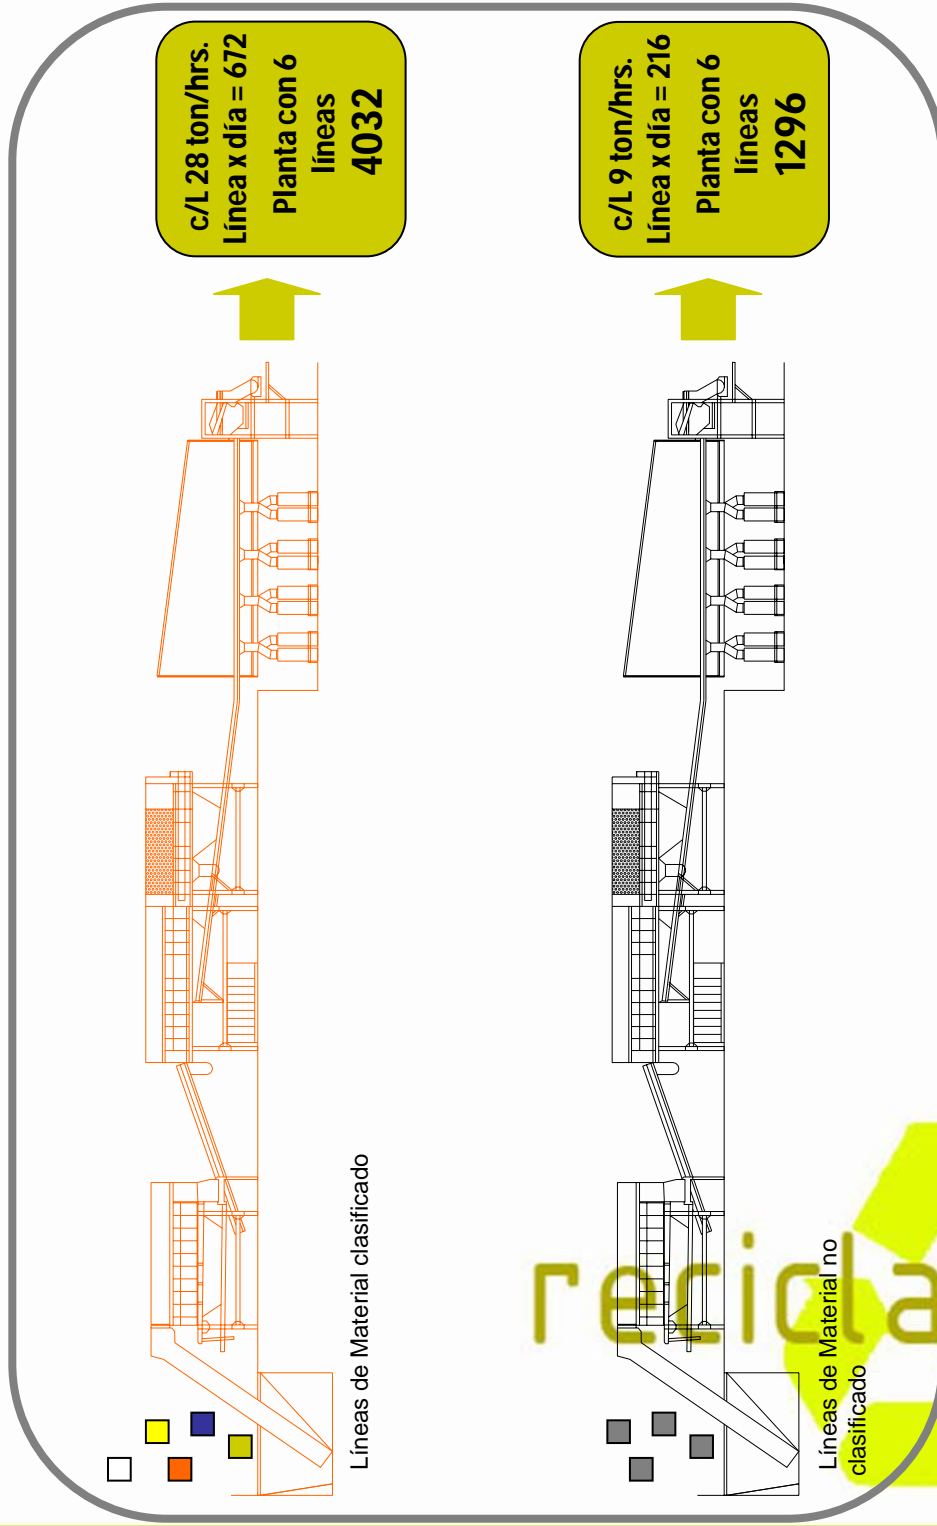 c/L 28 ton/hrs.
Línea x día = 672
Planta con 6
líneas
4032
Líneas de Material clasificado
c/L 9 ton/hrs.
Línea x día = 216
Planta con 6
líneas
1296
Líneas de Material no
clasificado
recicla